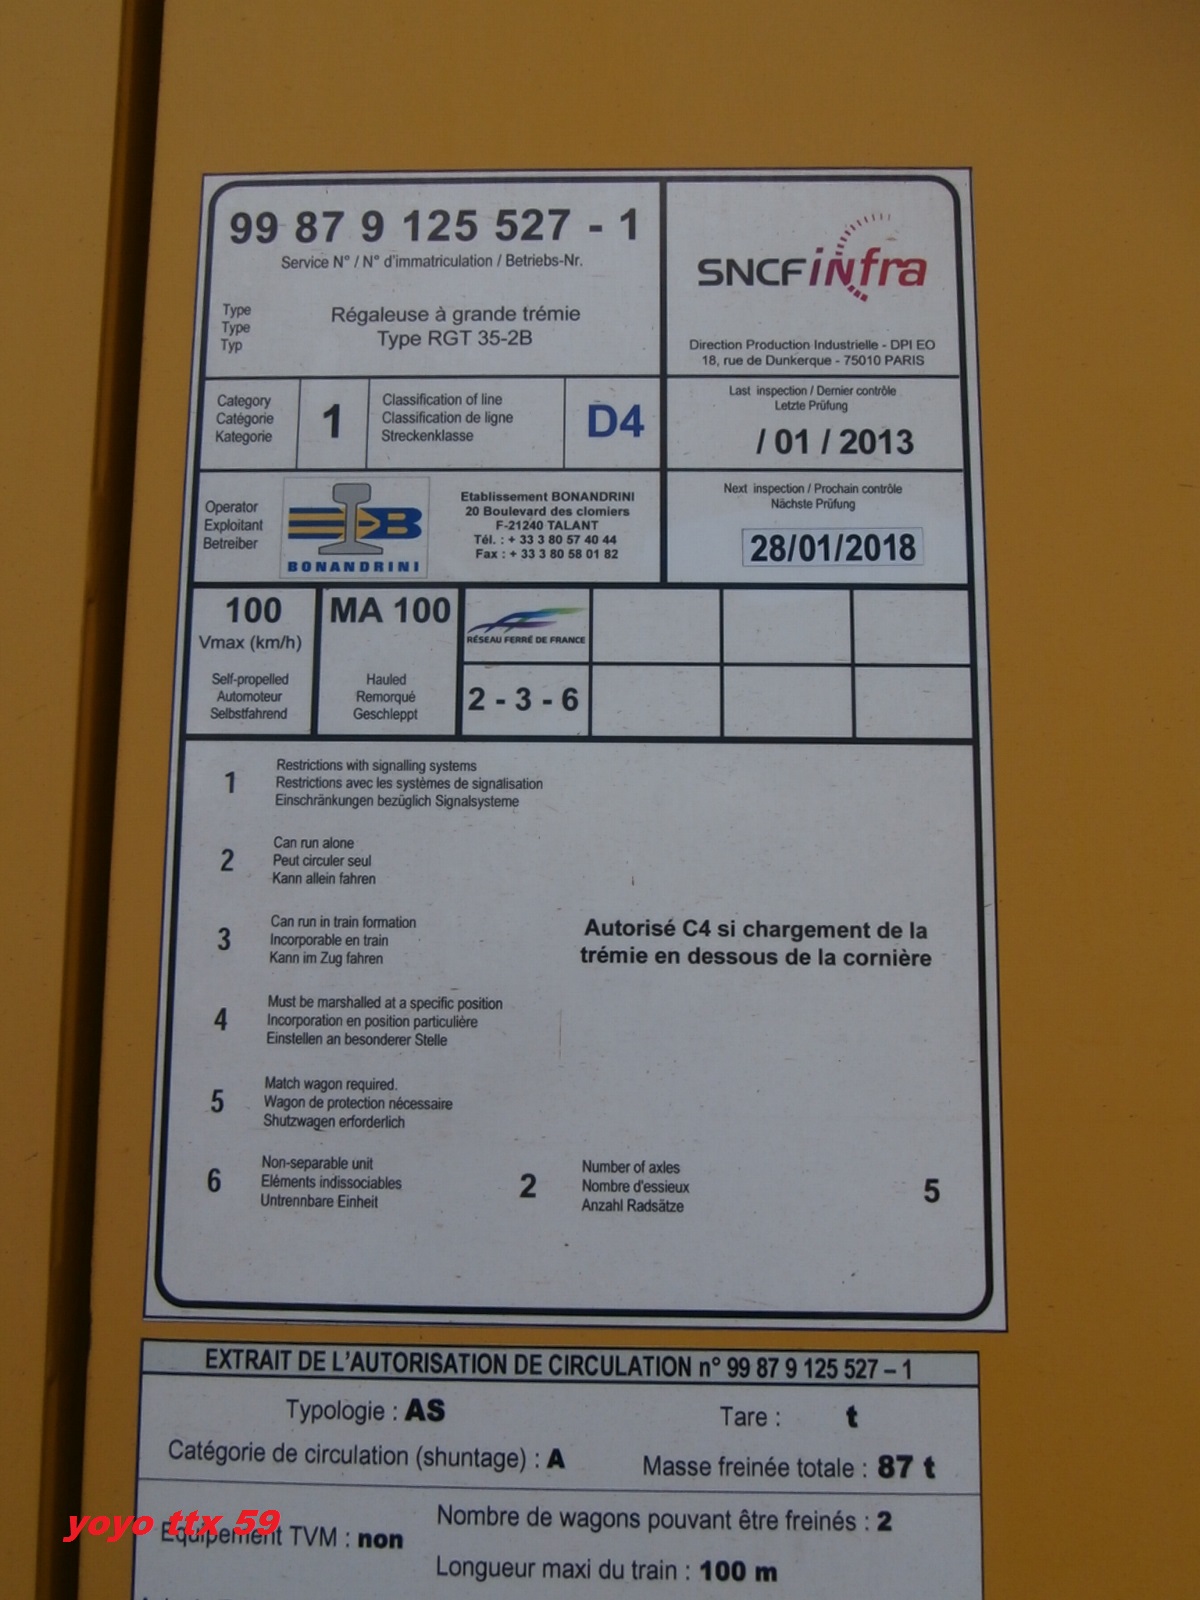 99 87 9 125 527 - 1
Service N° / N° d'immatriculation / Betriebs-Nr.
Type
Type
Typ
Régaleuse à grande trémie
Type RGT 35-2B
SNCF infra
Direction Production Industrielle - DPI EO
18, rue de Dunkerque - 75010 PARIS
Category
Catégorie
Kategorie
1
Classification of line
Classification de ligne
Streckenklasse
D4
Last inspection / Dernier contrôle
Letzte Prüfung
/ 01 / 2013
Operator
Exploitant
Betreiber
B
BONANDRINI
Etablissement BONANDRINI
20 Boulevard des clomiers
F-21240 TALANT
Tél. : + 33 3 80 57 40 44
Fax : + 33 3 80 58 01 82
Next inspection / Prochain contrôle
Nächste Prüfung
28/01/2018
100
Vmax (km/h)
Self-propelled
Automoteur
Selbstfahrend
MA 100
Hauled
Remorqué
Geschleppt
RÉSEAU FERRÉ DE FRANCE
2 - 3 - 6
1
Restrictions with signalling systems
Restrictions avec les systèmes de signalisation
Einschränkungen bezüglich Signalsysteme
2
Can run alone
Peut circuler seul
Kann allein fahren
3
Can run in train formation
Incorporable en train
Kann im Zug fahren
Autorisé C4 si chargement de la
trémie en dessous de la cornière
4
Must be marshalled at a specific position
Incorporation en position particulière
Einstellen an besonderer Stelle
5
Match wagon required.
Wagon de protection nécessaire
Shutzwagen erforderlich
6
Non-separable unit
Eléments indissociables
Untrennbare Einheit
2
Number of axles
Nombre d'essieux
Anzahl Radsätze
5
EXTRAIT DE L'AUTORISATION DE CIRCULATION n° 99 87 9 125 527 – 1
Typologie : AS
Tare : t
Catégorie de circulation (shuntage) : A
Masse freinée totale : 87 t
yoyo ttx 59
Equipement TVM : non
Nombre de wagons pouvant être freinés : 2
Longueur maxi du train : 100 m